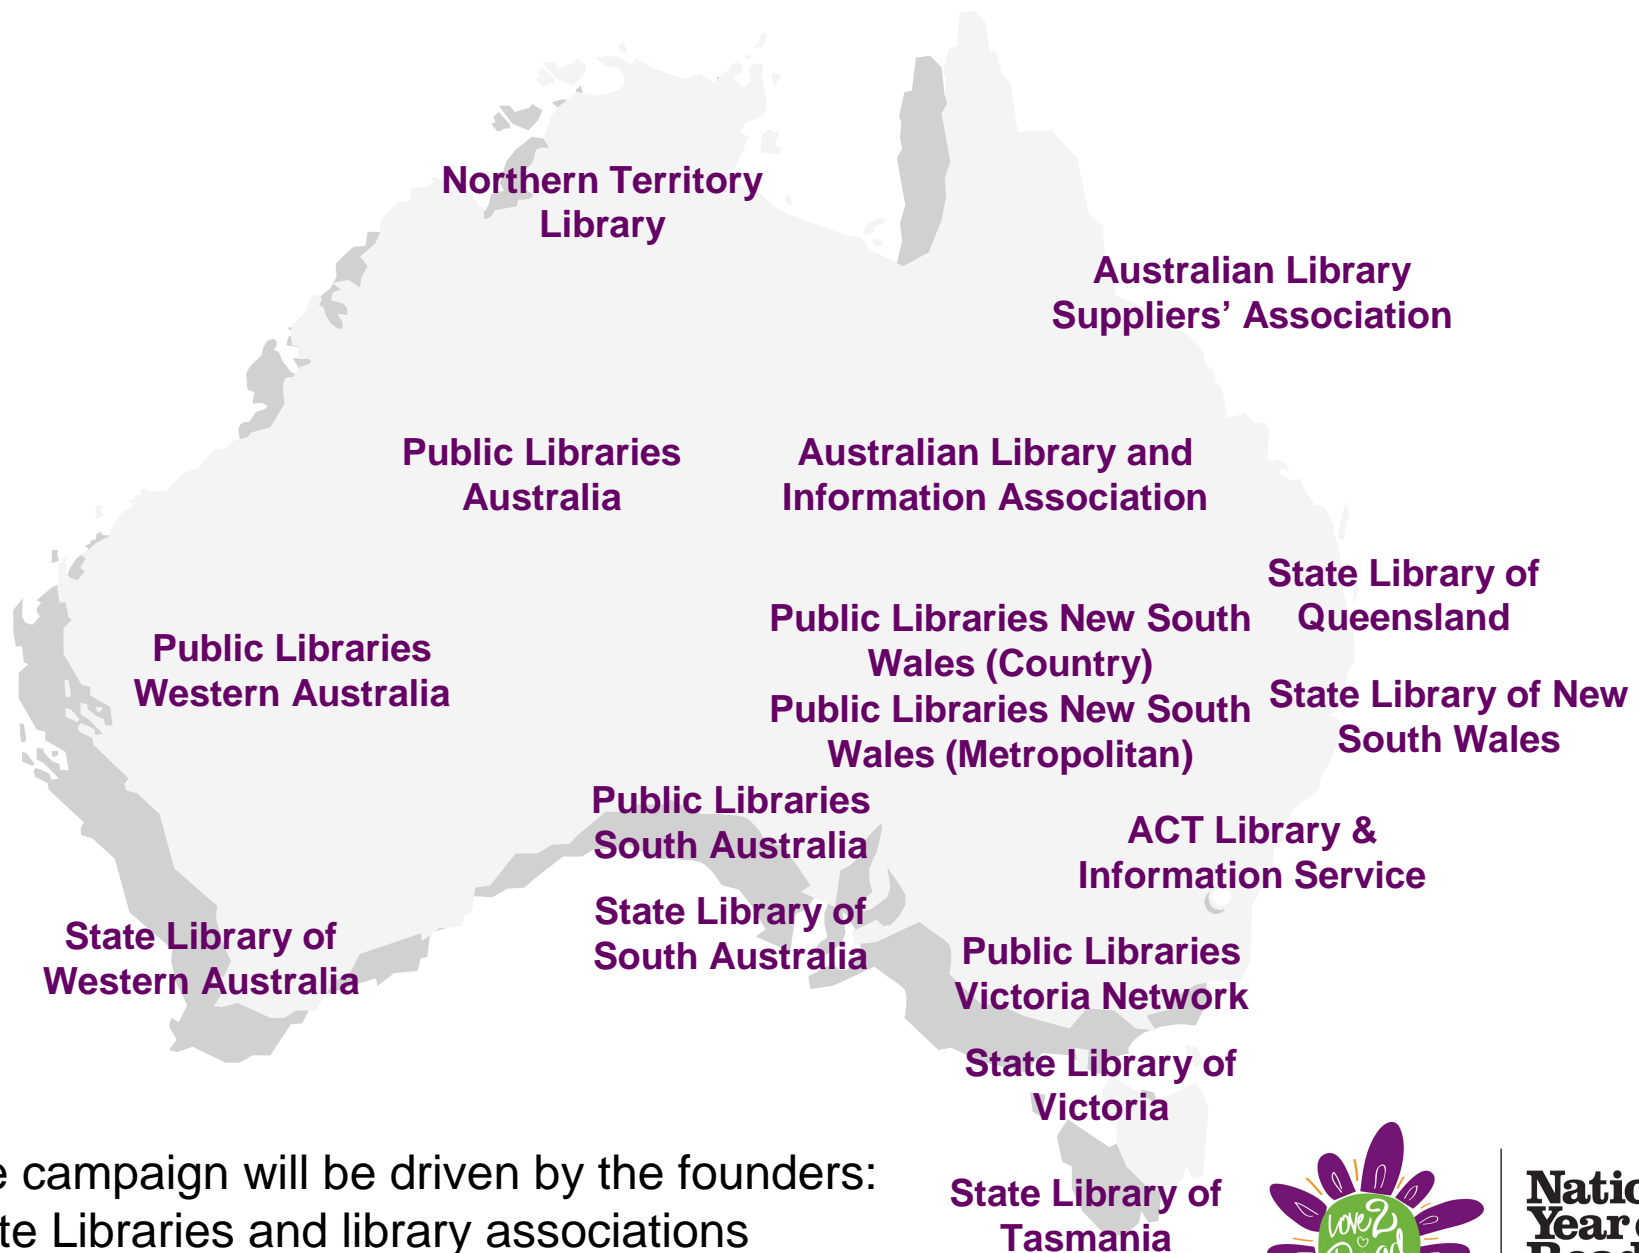 Northern Territory
Library
Australian Library
Suppliers’ Association
Public Libraries
Australia
Australian Library and
Information Association
State Library of
Queensland
Public Libraries New South
Wales (Country)
Public Libraries
Western Australia
State Library of New
South Wales
Public Libraries New South
Wales (Metropolitan)
Public Libraries
South Australia
ACT Library &
Information Service
State Library of
South Australia
State Library of
Western Australia
Public Libraries
Victoria Network
State Library of
Victoria
campaign will be driven by the founders:
Libraries and library associations
State Library of
Tasmania
love2
Read
Year